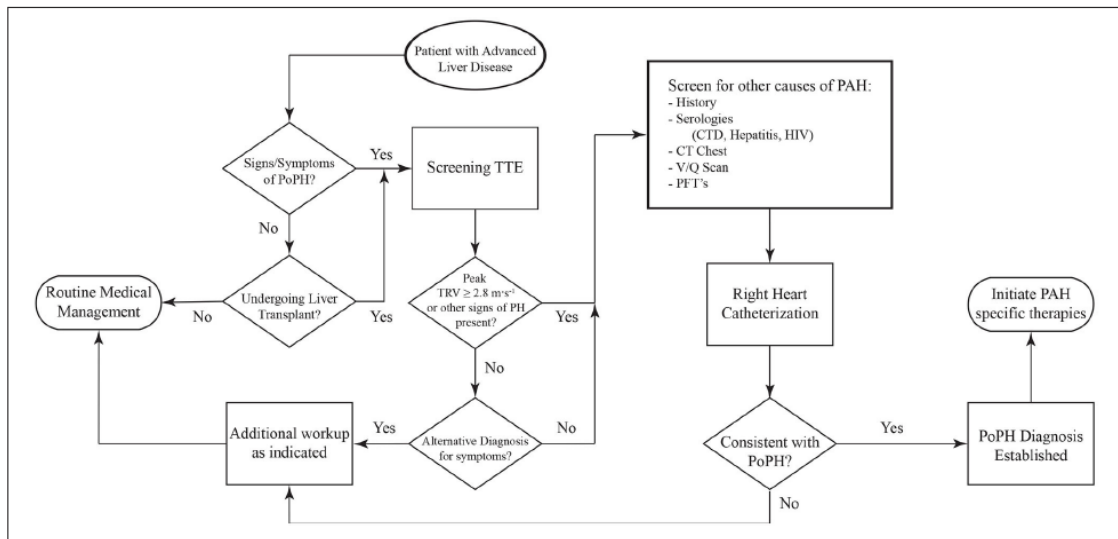 Patient with Advanced
Liver Disease
Signs/Symptoms
of PoPH?
Yes
No
Screening TTE
Undergoing Liver
Transplant?
No
Yes
Routine Medical
Management
Peak
TRV ≥ 2.8 m·s⁻¹
or other signs of PH
present?
Yes
No
Alternative Diagnosis
for symptoms?
Yes
No
Additional workup
as indicated
Screen for other causes of PAH:
- History
- Serologies
(CTD, Hepatitis, HIV)
- CT Chest
- V/Q Scan
- PFT's
Right Heart
Catheterization
Consistent with
PoPH?
Yes
No
PoPH Diagnosis
Established
Initiate PAH
specific therapies